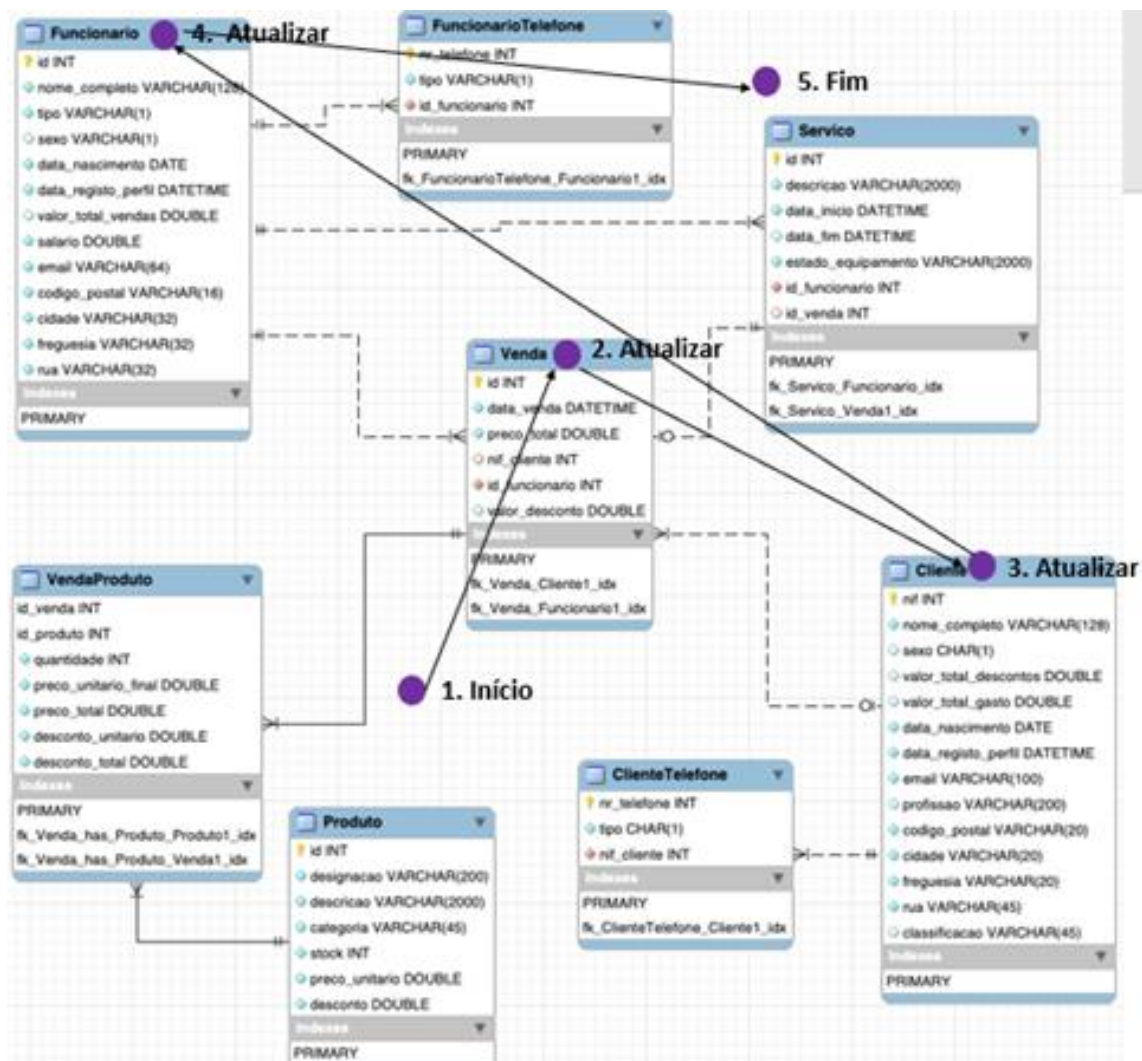 Funcionario
4. Atualizar
id INT
nome_completo VARCHAR(128)
tipo VARCHAR(1)
sexo VARCHAR(1)
data_nascimento DATE
data_registo_perfil DATETIME
valor_total_vendas DOUBLE
salario DOUBLE
email VARCHAR(64)
codigo_postal VARCHAR(16)
cidade VARCHAR(32)
freguesia VARCHAR(32)
rua VARCHAR(32)
Indexes
PRIMARY
FuncionarioTelefone
nr_telefone INT
tipo VARCHAR(1)
id_funcionario INT
Indexes
PRIMARY
fk_FuncionarioTelefone_Funcionario1_idx
5. Fim
Servico
id INT
descricao VARCHAR(2000)
data_inicio DATETIME
data_fim DATETIME
estado_equipamento VARCHAR(2000)
id_funcionario INT
id_venda INT
Indexes
PRIMARY
fk_Servico_Funcionario_idx
fk_Servico_Venda1_idx
Venda
2. Atualizar
id INT
data_venda DATETIME
preco_total DOUBLE
nif_cliente INT
id_funcionario INT
valor_desconto DOUBLE
Indexes
PRIMARY
fk_Venda_Cliente1_idx
fk_Venda_Funcionario1_idx
VendaProduto
id_venda INT
id_produto INT
quantidade INT
preco_unitario_final DOUBLE
preco_total DOUBLE
desconto_unitario DOUBLE
desconto_total DOUBLE
Indexes
PRIMARY
fk_Venda_has_Produto_Produto1_idx
fk_Venda_has_Produto_Venda1_idx
1. Início
Cliente
3. Atualizar
nif INT
nome_completo VARCHAR(128)
sexo CHAR(1)
valor_total_descontos DOUBLE
valor_total_gasto DOUBLE
data_nascimento DATE
data_registo_perfil DATETIME
email VARCHAR(100)
profissao VARCHAR(200)
codigo_postal VARCHAR(20)
cidade VARCHAR(20)
freguesia VARCHAR(20)
rua VARCHAR(45)
classificacao VARCHAR(45)
Indexes
PRIMARY
ClienteTelefone
nr_telefone INT
tipo CHAR(1)
nif_cliente INT
Indexes
PRIMARY
fk_ClienteTelefone_Cliente1_idx
Produto
id INT
designacao VARCHAR(200)
descricao VARCHAR(2000)
categoria VARCHAR(45)
stock INT
preco_unitario DOUBLE
desconto DOUBLE
Indexes
PRIMARY